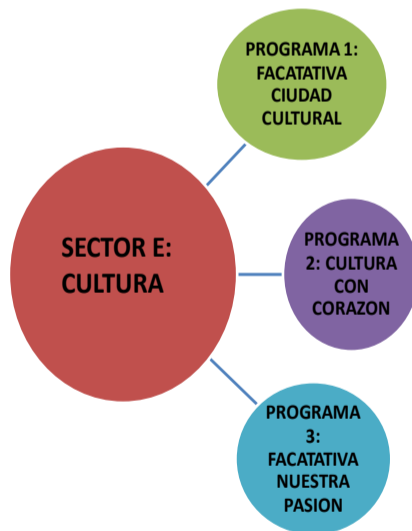 PROGRAMA 1:
FACATATIVA
CIUDAD
CULTURAL
SECTOR E:
CULTURA
PROGRAMA
2: CULTURA
CON
CORAZON
PROGRAMA
3:
FACATATIVA
NUESTRA
PASION